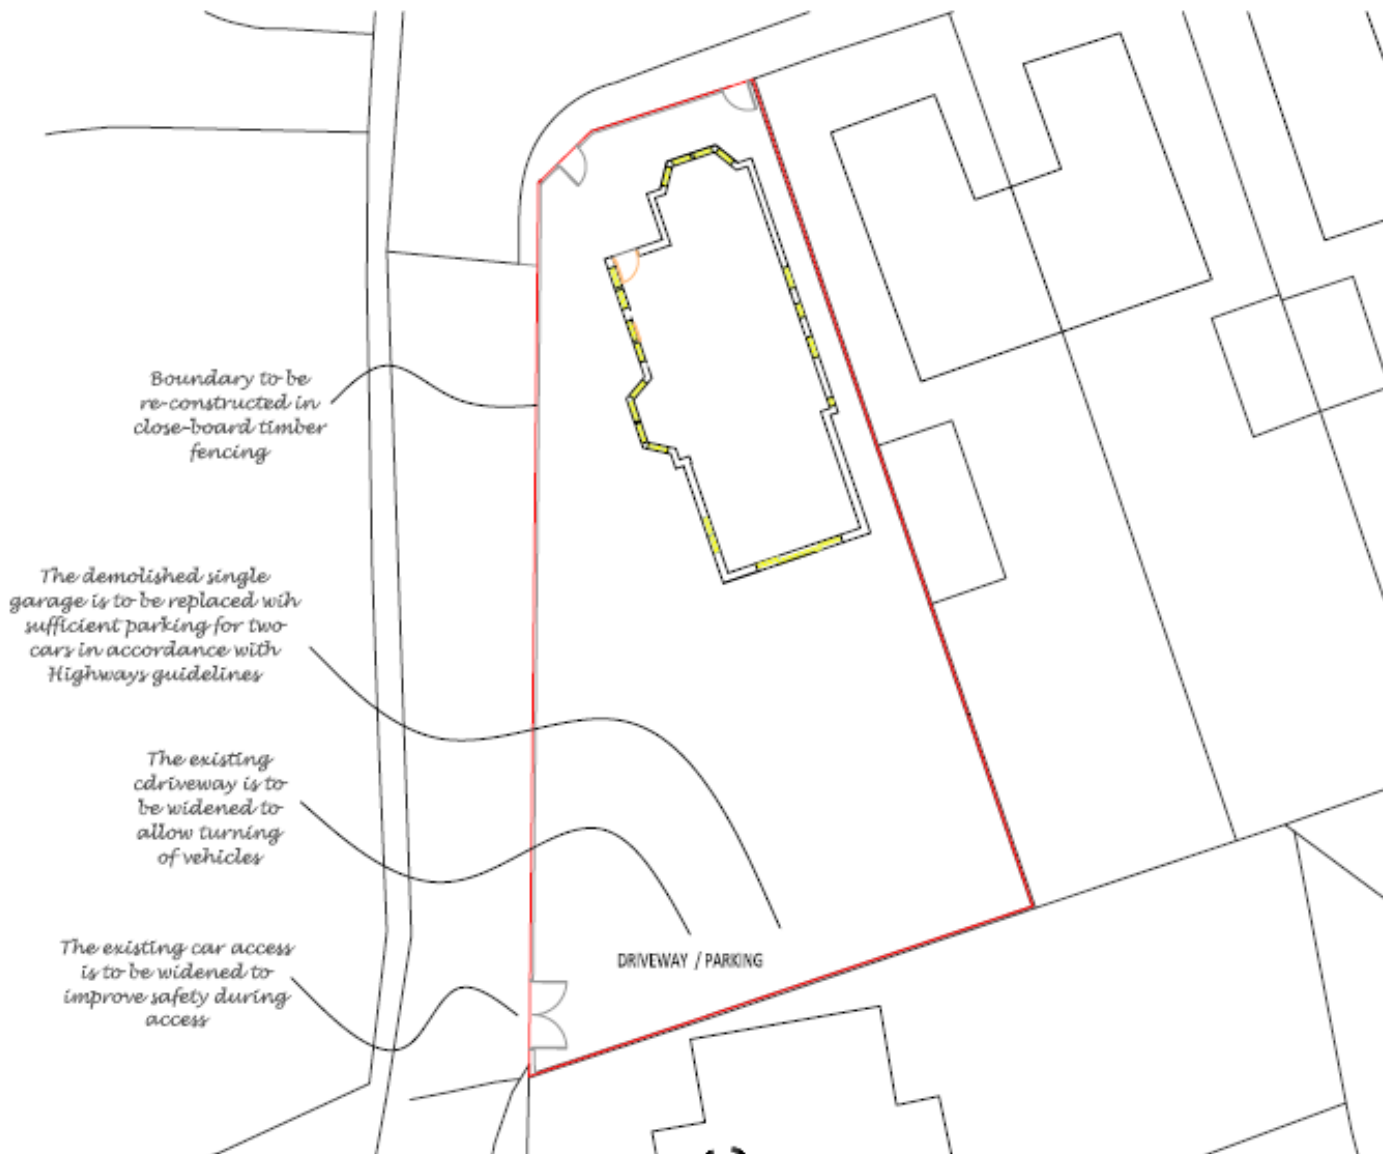 Boundary to be
re-constructed in
close-board timber
fencing
The demolished single
garage is to be replaced wih
sufficient parking for two
cars in accordance with
Highways guidelines
The existing
cdriveway is to
be widened to
allow turning
of vehicles
The existing car access
is to be widened to
improve safety during
access
DRIVEWAY / PARKING